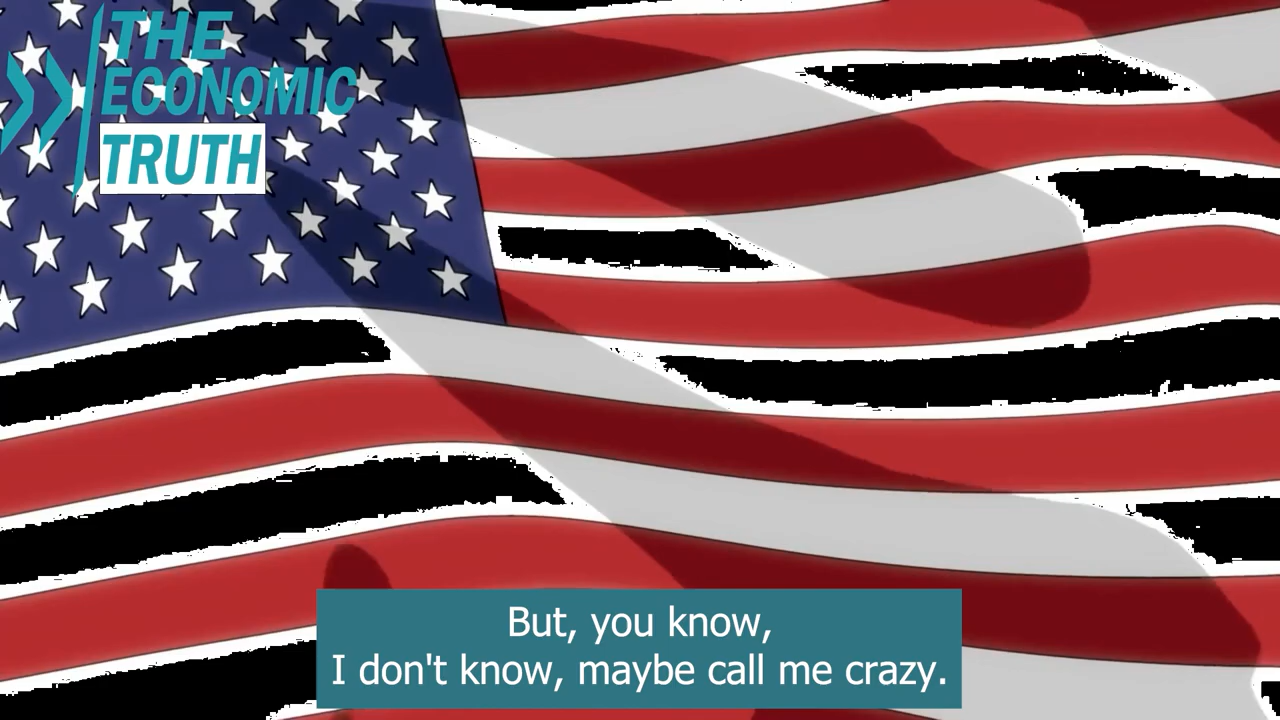 THE
ECONOMIC
TRUTH
But, you know,
I don't know, maybe call me crazy.